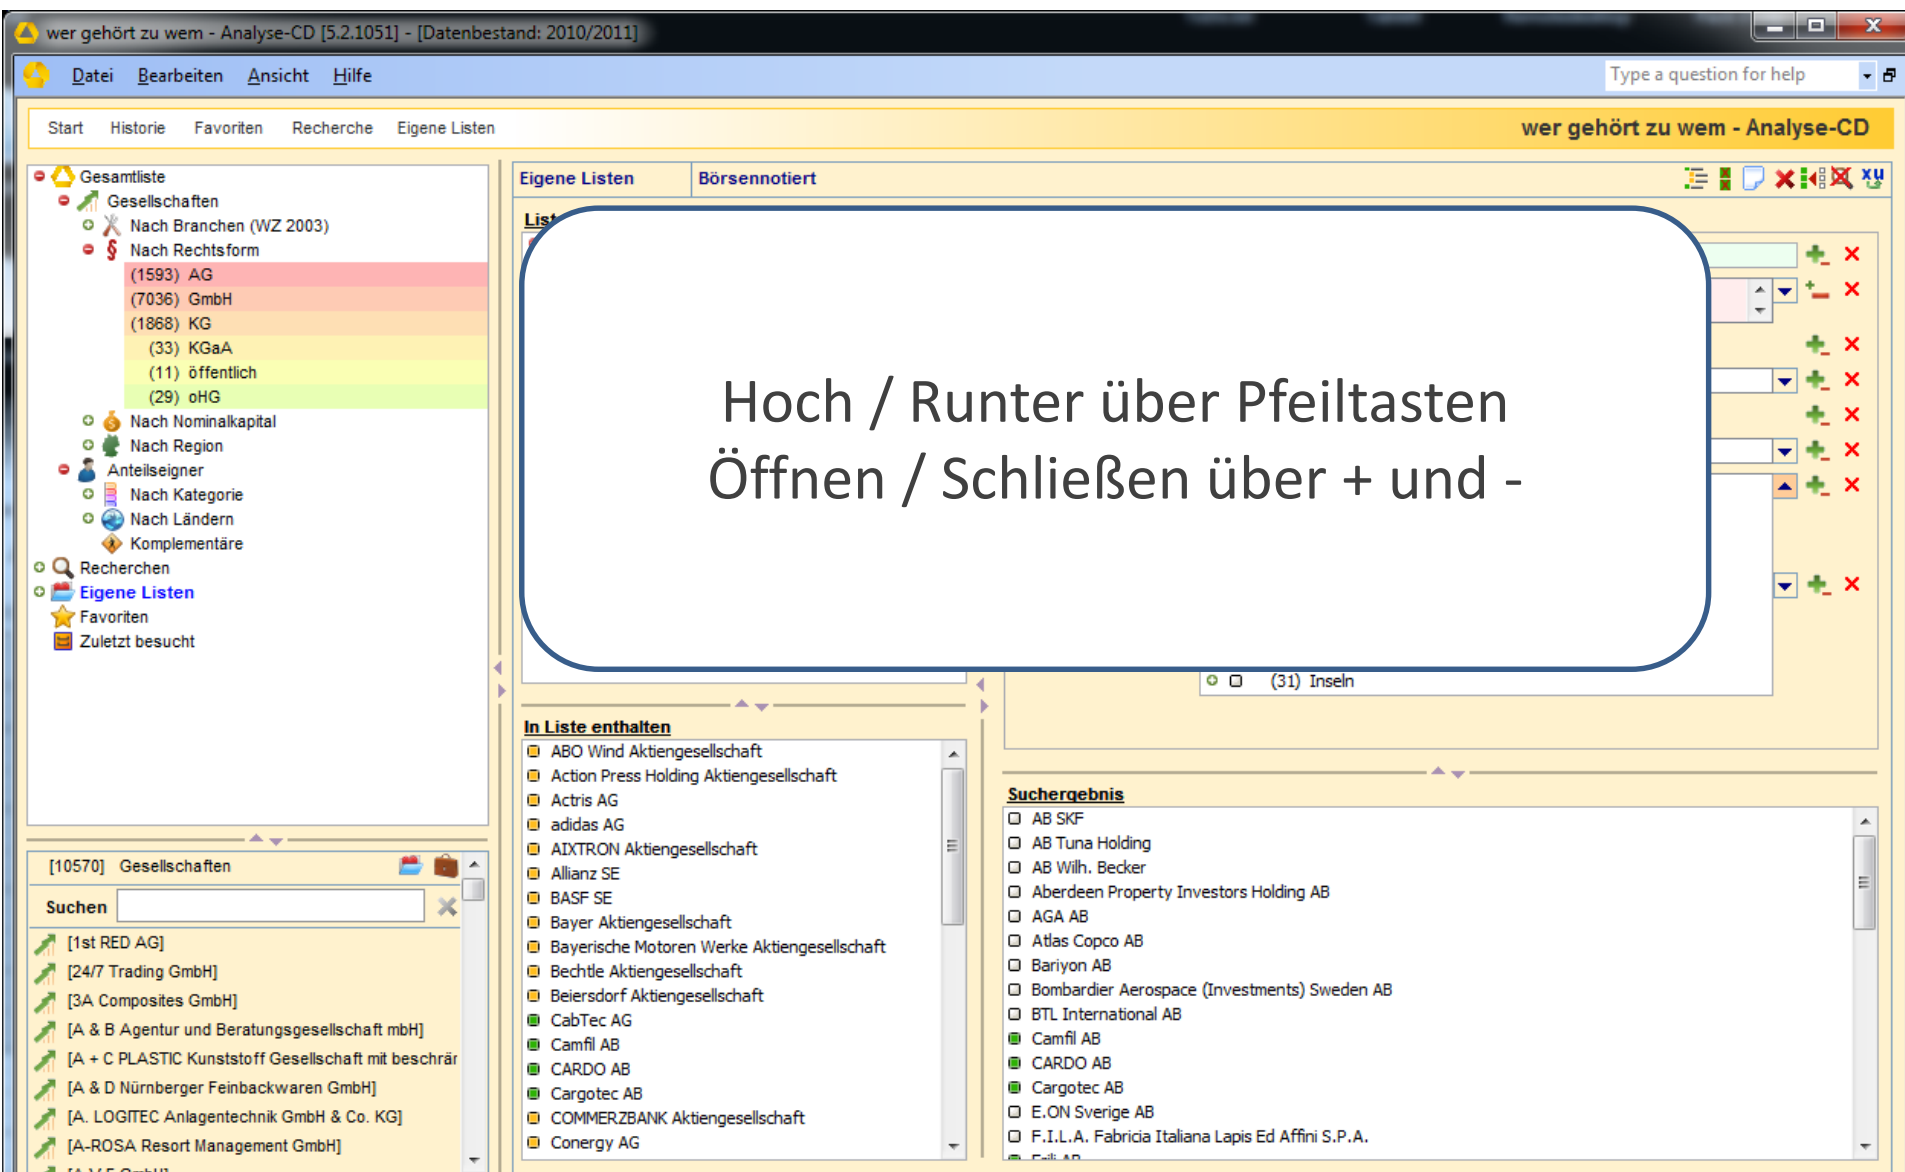 wer gehört zu wem - Analyse-CD [5.2.1051] - [Datenbestand: 2010/2011]
Datei Bearbeiten Ansicht Hilfe
Type a question for help
Start Historie Favoriten Recherche Eigene Listen
wer gehört zu wem - Analyse-CD
Gesamtliste
Gesellschaften
Nach Branchen (WZ 2003)
Nach Rechtsform
(1593) AG
(7036) GmbH
(1868) KG
(33) KGaA
(11) öffentlich
(29) oHG
Nach Nominalkapital
Nach Region
Anteilseigner
Nach Kategorie
Nach Ländern
Komplementäre
Recherchen
Eigene Listen
Favoriten
Zuletzt besucht
[10570] Gesellschaften
Suchen
[1st RED AG]
[24/7 Trading GmbH]
[3A Composites GmbH]
[A & B Agentur und Beratungsgesellschaft mbH]
[A + C PLASTIC Kunststoff Gesellschaft mit beschrär
[A & D Nürnberger Feinbackwaren GmbH]
[A. LOGITEC Anlagentechnik GmbH & Co. KG]
[A-ROSA Resort Management GmbH]
Eigene Listen Börsennotiert
Hoch / Runter über Pfeiltasten
Öffnen / Schließen über + und -
(31) Inseln
In Liste enthalten
ABO Wind Aktiengesellschaft
Action Press Holding Aktiengesellschaft
Actris AG
adidas AG
AIXTRON Aktiengesellschaft
Allianz SE
BASF SE
Bayer Aktiengesellschaft
Bayerische Motoren Werke Aktiengesellschaft
Bechtle Aktiengesellschaft
Beiersdorf Aktiengesellschaft
CabTec AG
Camfil AB
CARDO AB
Cargotec AB
COMMERZBANK Aktiengesellschaft
Conergy AG
Suchergebnis
AB SKF
AB Tuna Holding
AB Wilh. Becker
Aberdeen Property Investors Holding AB
AGA AB
Atlas Copco AB
Bariyon AB
Bombardier Aerospace (Investments) Sweden AB
BTL International AB
Camfil AB
CARDO AB
Cargotec AB
E.ON Sverige AB
F.I.L.A. Fabricia Italiana Lapis Ed Affini S.P.A.